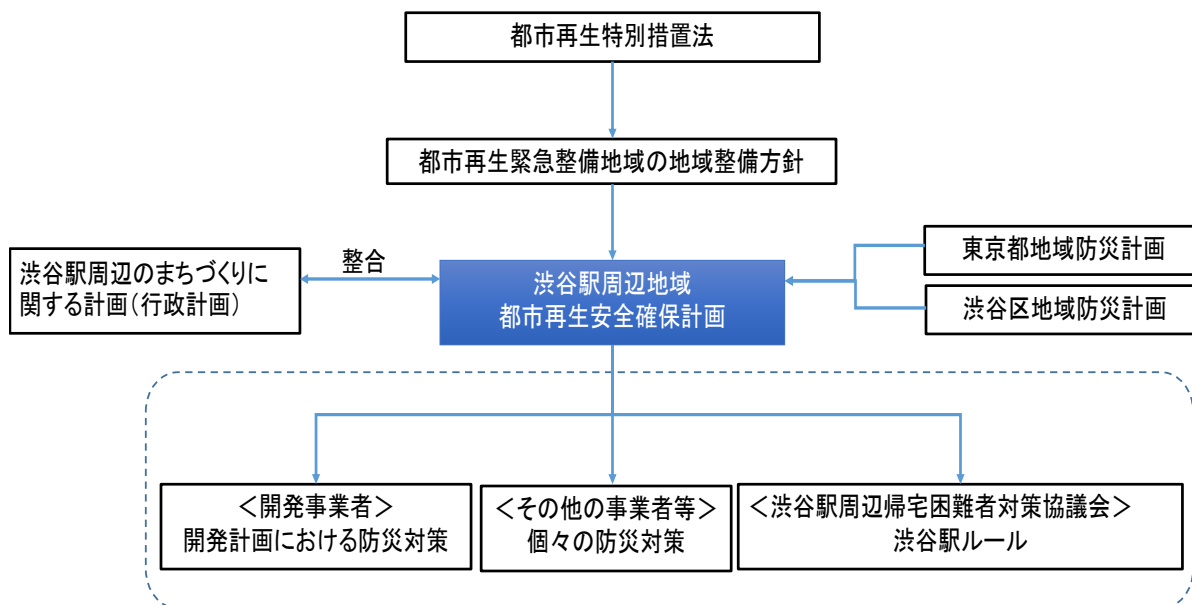 都市再生特別措置法
都市再生緊急整備地域の地域整備方針
渋谷駅周辺のまちづくりに
関する計画(行政計画)
整合
渋谷駅周辺地域
都市再生安全確保計画
東京都地域防災計画
渋谷区地域防災計画
<開発事業者>
開発計画における防災対策
<その他の事業者等>
個々の防災対策
<渋谷駅周辺帰宅困難者対策協議会>
渋谷駅ルール